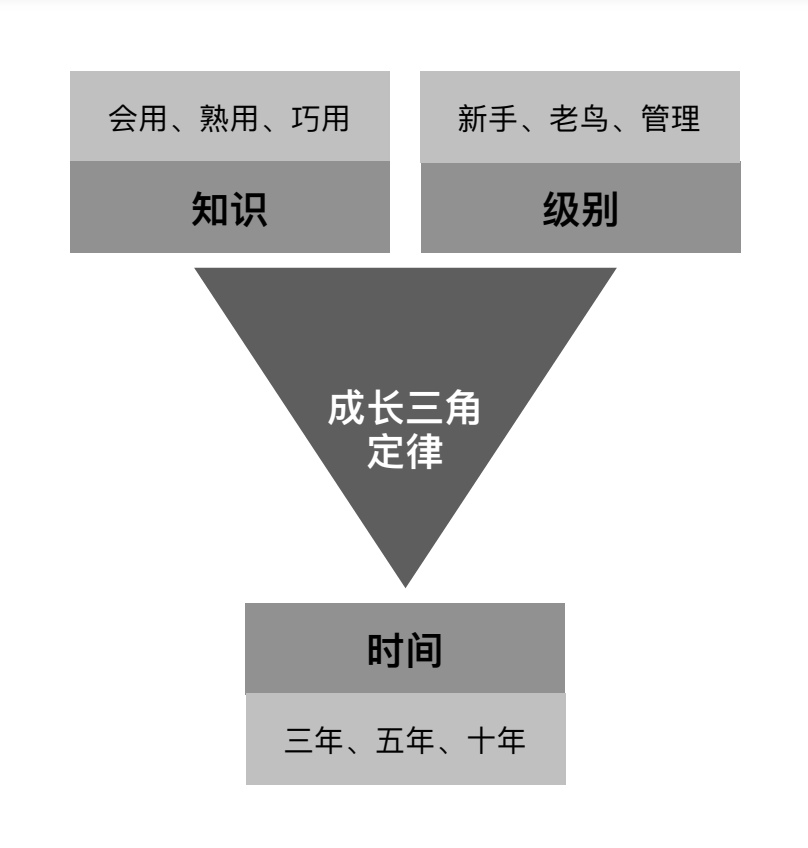 会用、熟用、巧用
知识
新手、老鸟、管理
级别
成长三角
定律
时间
三年、五年、十年